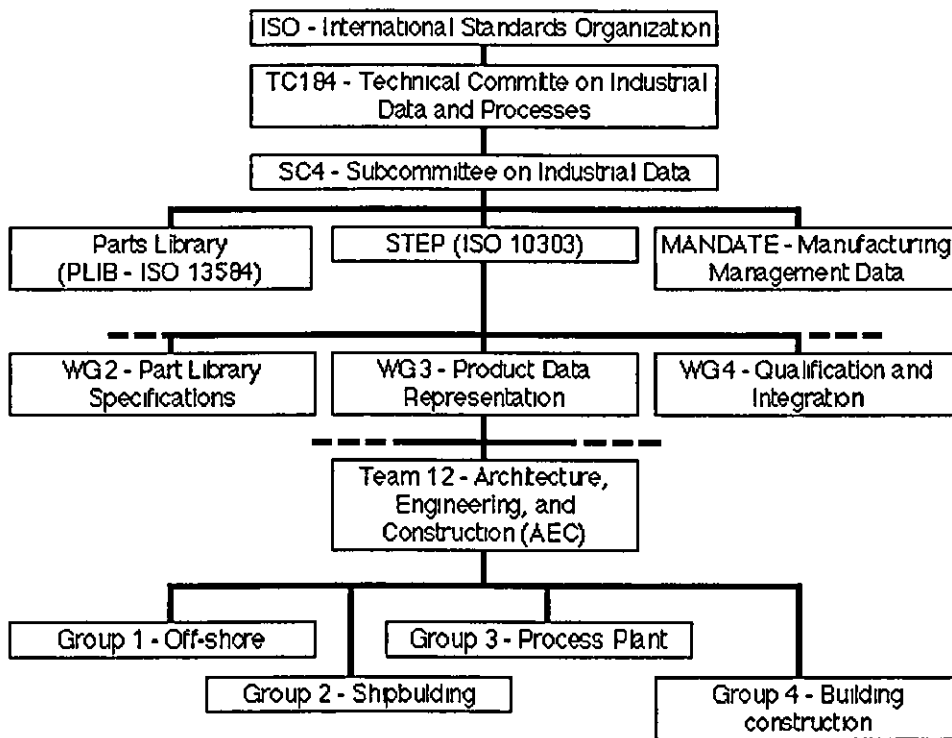 ISO - International Standards Organization
TC184 - Technical Committe on Industrial
Data and Processes
SC4 - Subcommittee on Industrial Data
Parts Library
(PLIB - ISO 13584)
STEP (ISO 10303)
MANDATE - Manufacturing
Management Data
WG2 - Part Library
Specifications
WG3 - Product Data
Representation
WG4 - Qualification and
Integration
Team 12 - Architecture,
Engineering, and
Construction (AEC)
Group 1 - Off-shore
Group 3 - Process Plant
Group 2 - Shipbulding
Group 4 - Building
construction